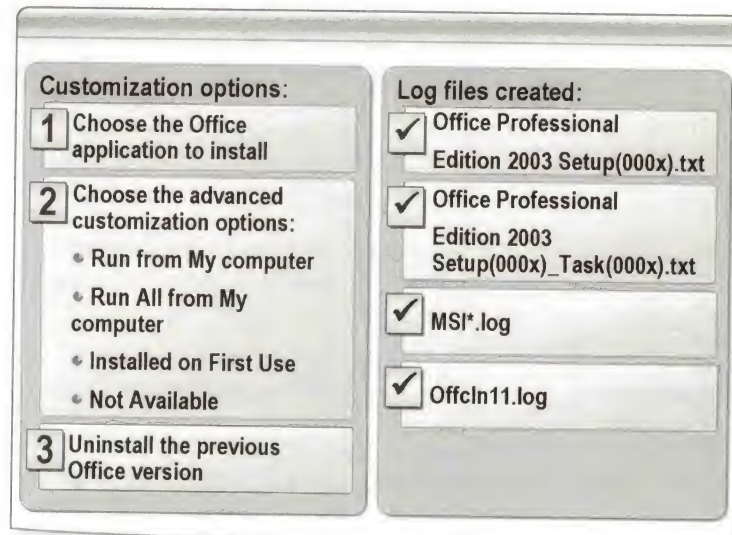 Customization options:
1 Choose the Office
application to install
2 Choose the advanced
customization options:
Run from My computer
Run All from My
computer
Installed on First Use
Not Available
3 Uninstall the previous
Office version
Log files created:
Office Professional
Edition 2003 Setup(000x).txt
Office Professional
Edition 2003
Setup(000x)_Task(000x).txt
MSI*.log
Offcln11.log